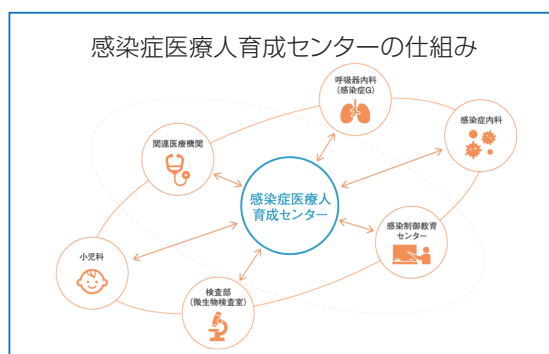 感染症医療人育成センターの仕組み
呼吸器内科
(感染症G)
感染症内科
関連医療機関
感染症医療人
育成センター
感染制御教育
センター
小児科
検査部
(微生物検査室)